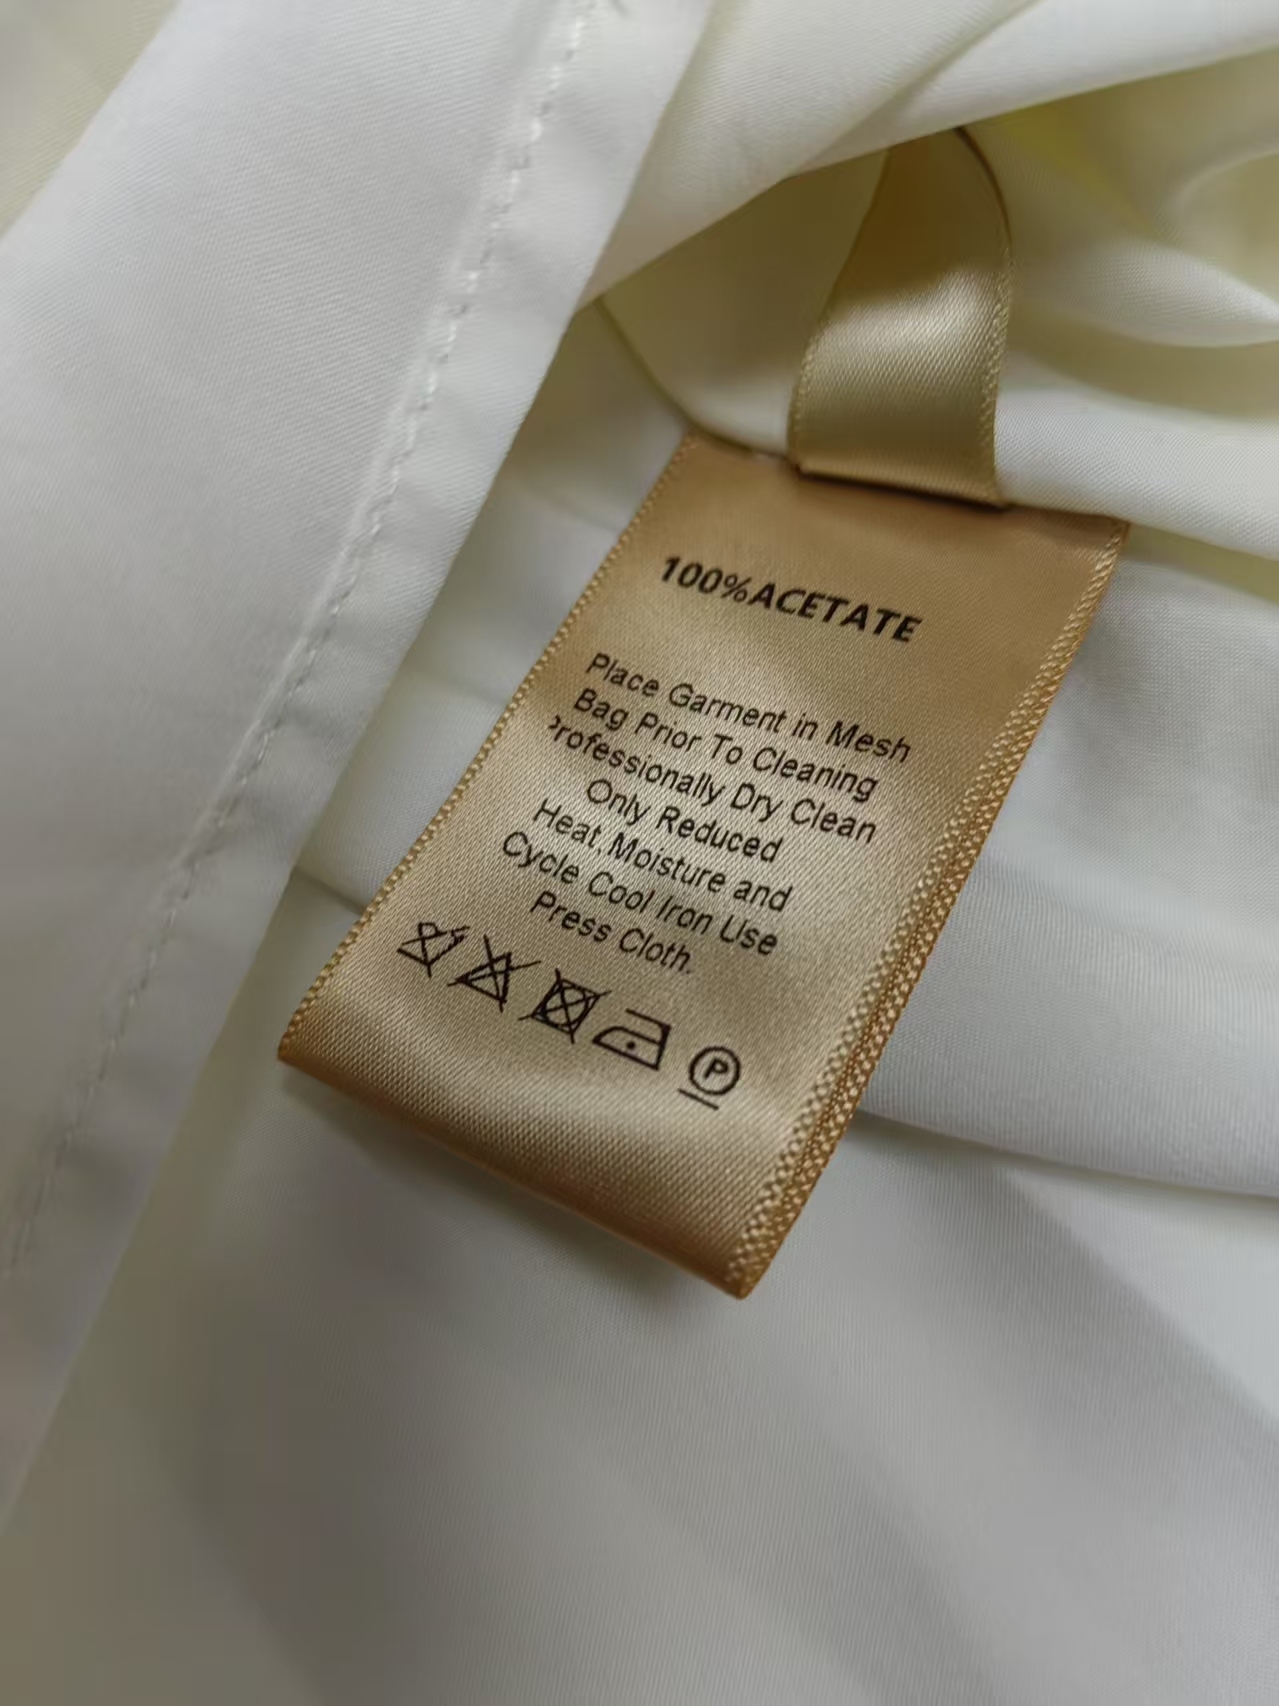 100%ACETATE
Place Garment in Mesh
Bag Prior To Cleaning
Professionally Dry Clean
Only Reduced
Heat, Moisture and
Cycle Cool Iron Use
Press Cloth.
P